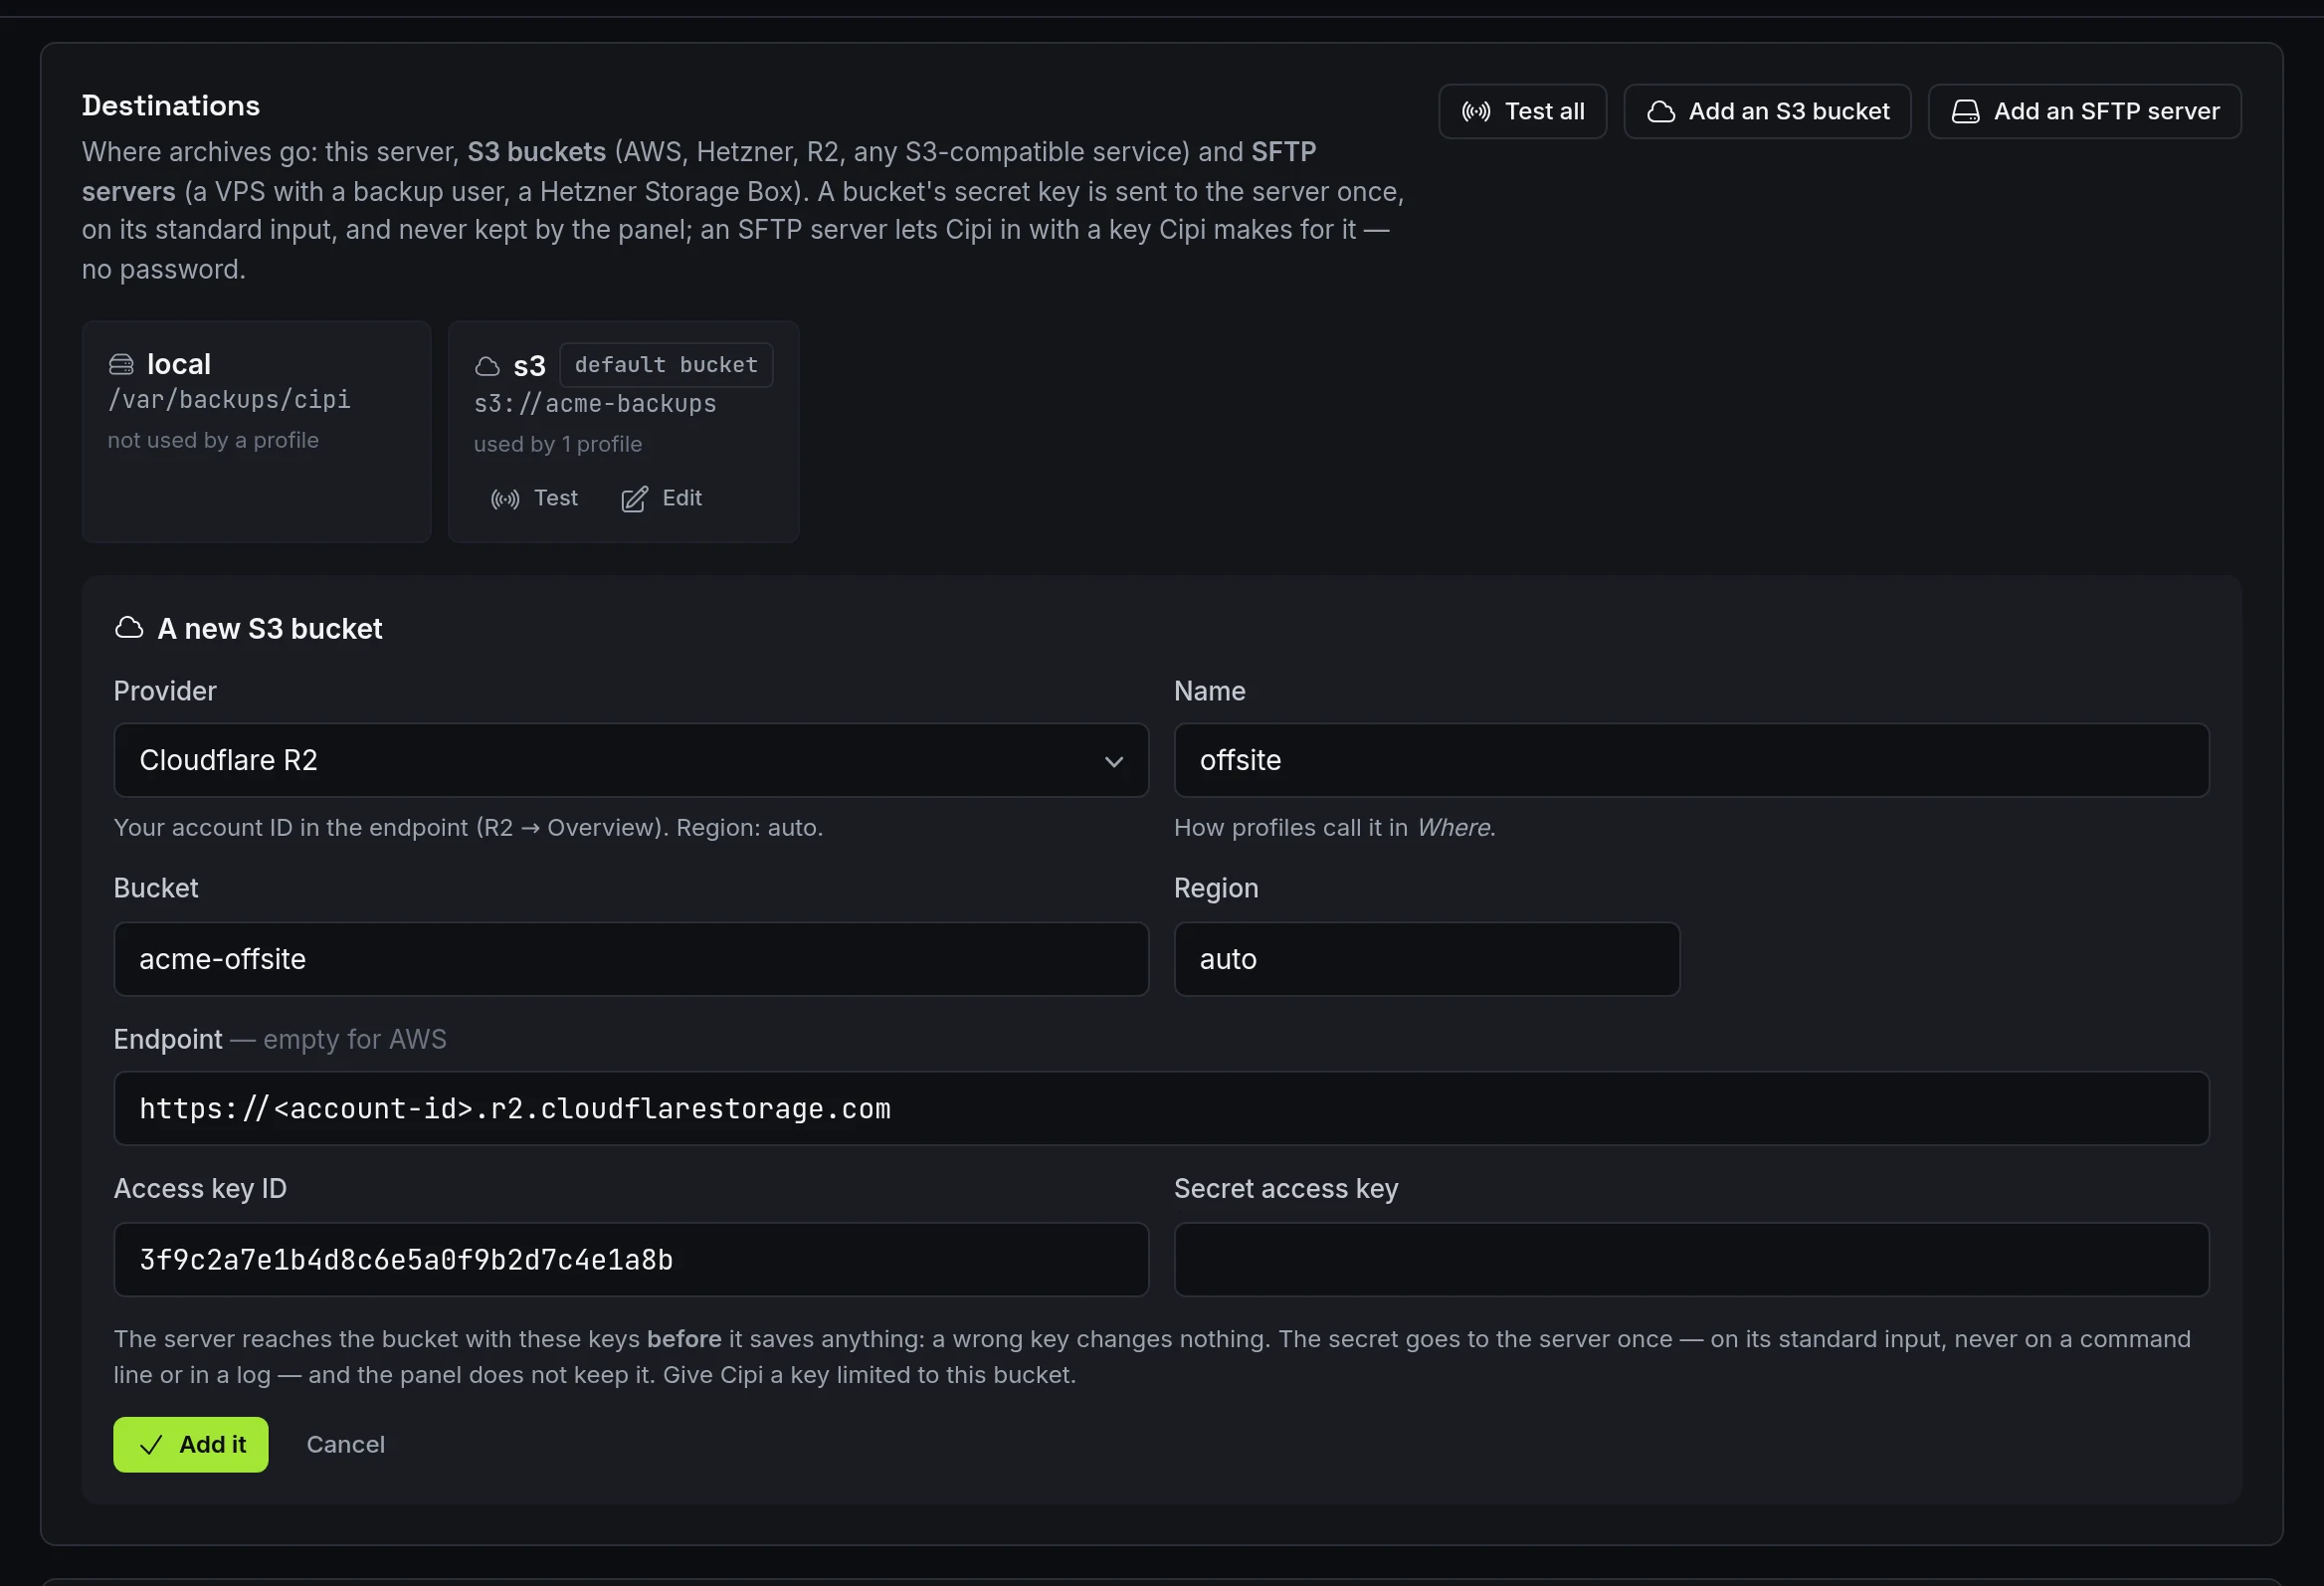 Destinations
Test all
Add an S3 bucket
Add an SFTP server
Where archives go: this server, S3 buckets (AWS, Hetzner, R2, any S3-compatible service) and SFTP
servers (a VPS with a backup user, a Hetzner Storage Box). A bucket's secret key is sent to the server once,
on its standard input, and never kept by the panel; an SFTP server lets Cipi in with a key Cipi makes for it —
no password.
local
/var/backups/cipi
not used by a profile
s3 default bucket
s3://acme-backups
used by 1 profile
Test Edit
A new S3 bucket
Provider
Cloudflare R2
Your account ID in the endpoint (R2 → Overview). Region: auto.
Name
offsite
How profiles call it in Where.
Bucket
acme-offsite
Region
auto
Endpoint — empty for AWS
https://<account-id>.r2.cloudflarestorage.com
Access key ID
3f9c2a7e1b4d8c6e5a0f9b2d7c4e1a8b
Secret access key
The server reaches the bucket with these keys before it saves anything: a wrong key changes nothing. The secret goes to the server once — on its standard input, never on a command
line or in a log — and the panel does not keep it. Give Cipi a key limited to this bucket.
Add it
Cancel